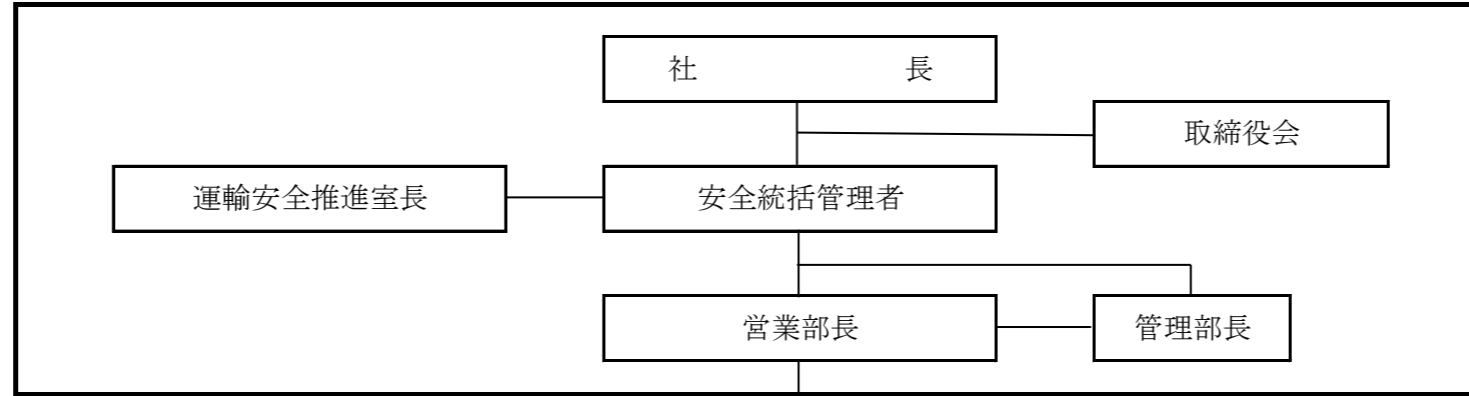 社長
取締役会
運輸安全推進室長
安全統括管理者
営業部長
管理部長